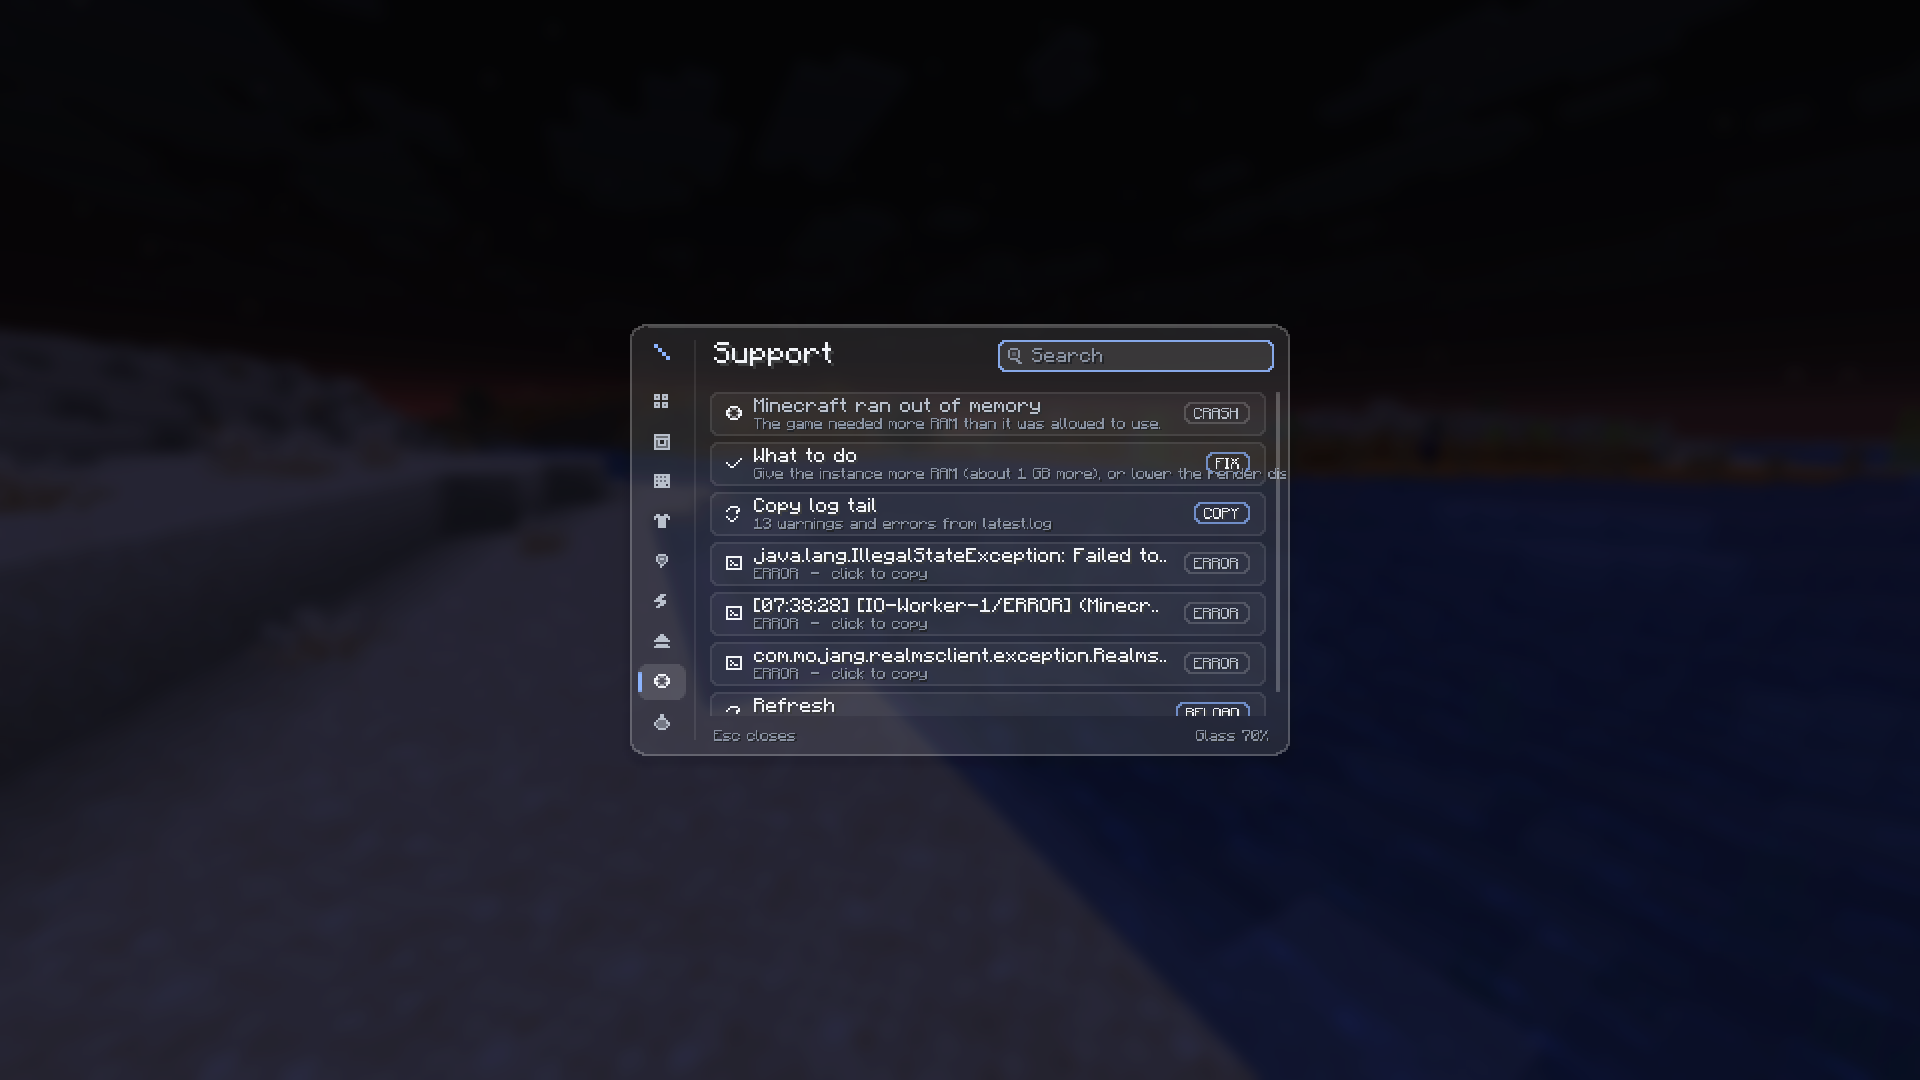 Support
Search
Minecraft ran out of memory
The game needed more RAM than it was allowed to use.
CRASH
What to do
Give the instance more RAM (about 1 GB more), or lower the render dis
FIX
Copy log tail
13 warnings and errors from latest.log
COPY
java.lang.IllegalStateException: Failed to..
ERROR - click to copy
ERROR
[07:38:28] [IO-Worker-1/ERROR] (Minecr..
ERROR - click to copy
ERROR
com.mojang.realmsclient.exception.Realms..
ERROR - click to copy
ERROR
Refresh
RELOAD
Esc closes
Glass 70%